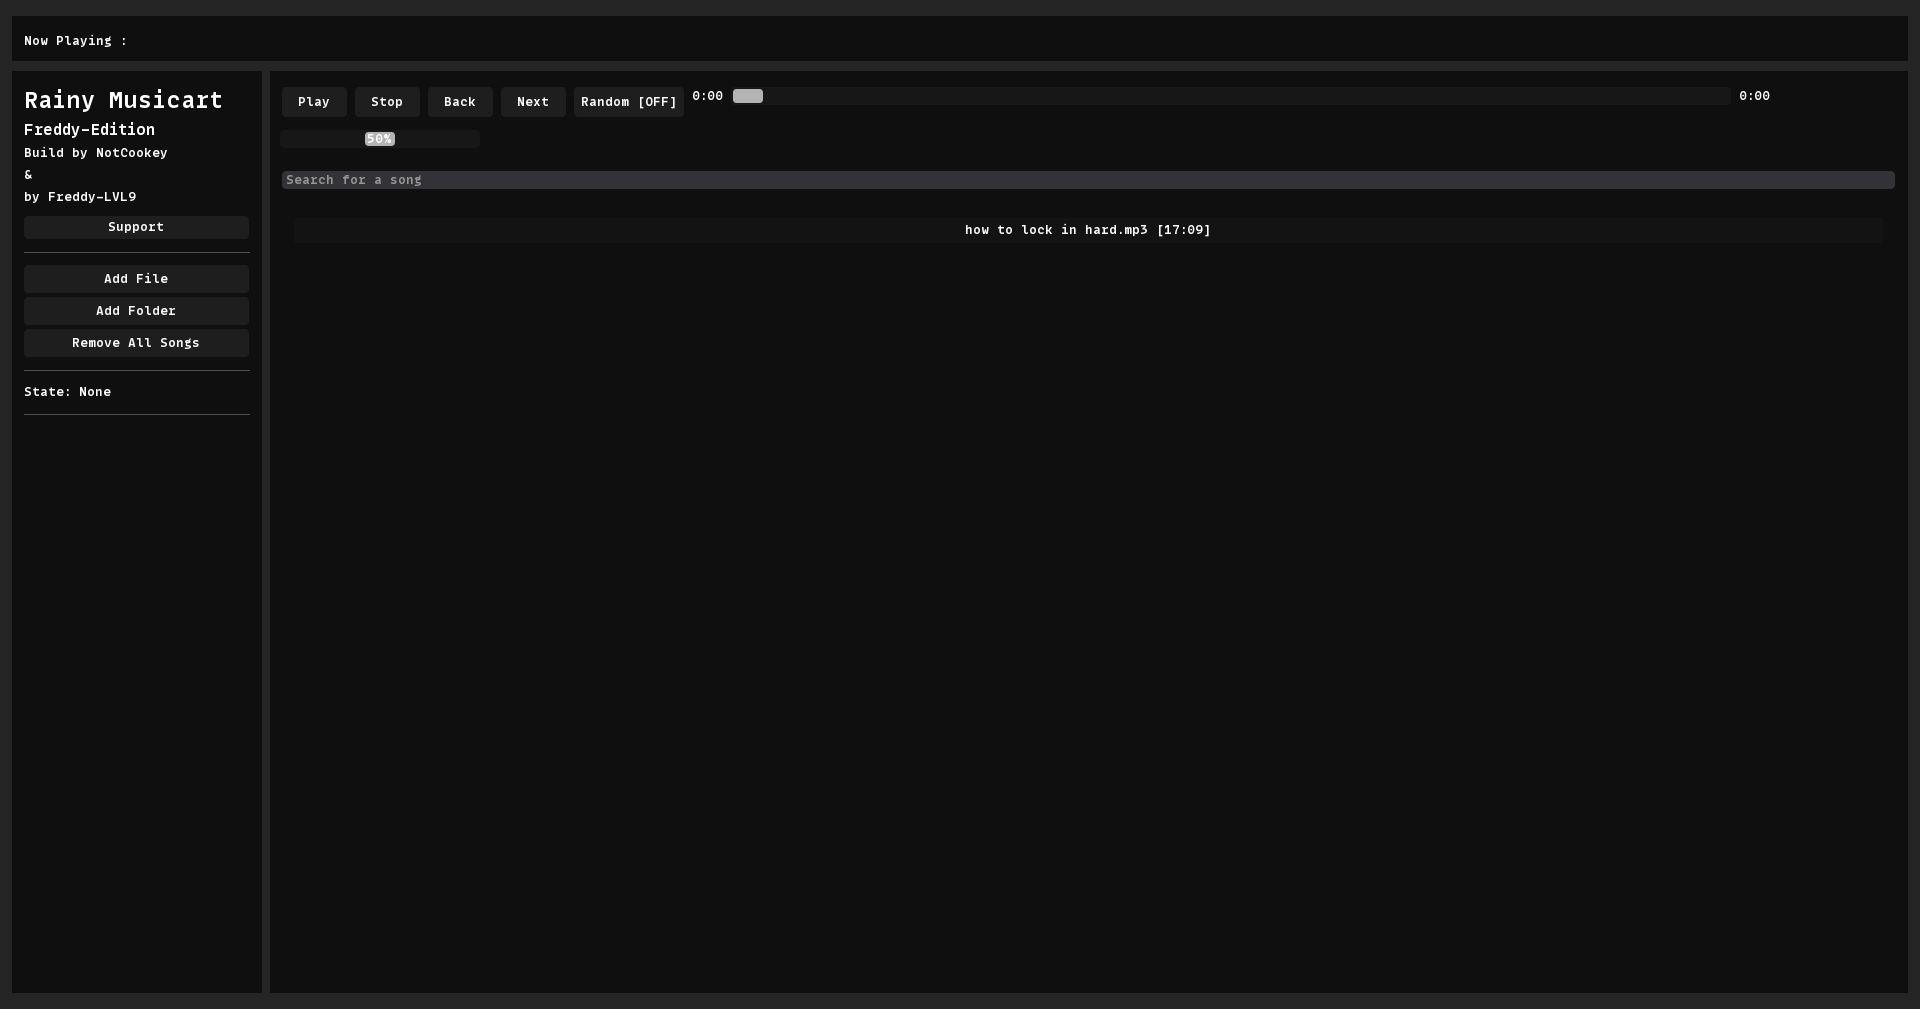 Now Playing :
Rainy Musicart
Freddy-Edition
Build by NotCookey
&
by Freddy-LVL9
Support
Add File
Add Folder
Remove All Songs
State: None
Play Stop Back Next Random [OFF] 0:00 0:00
50%
Search for a song
how to lock in hard.mp3 [17:09]